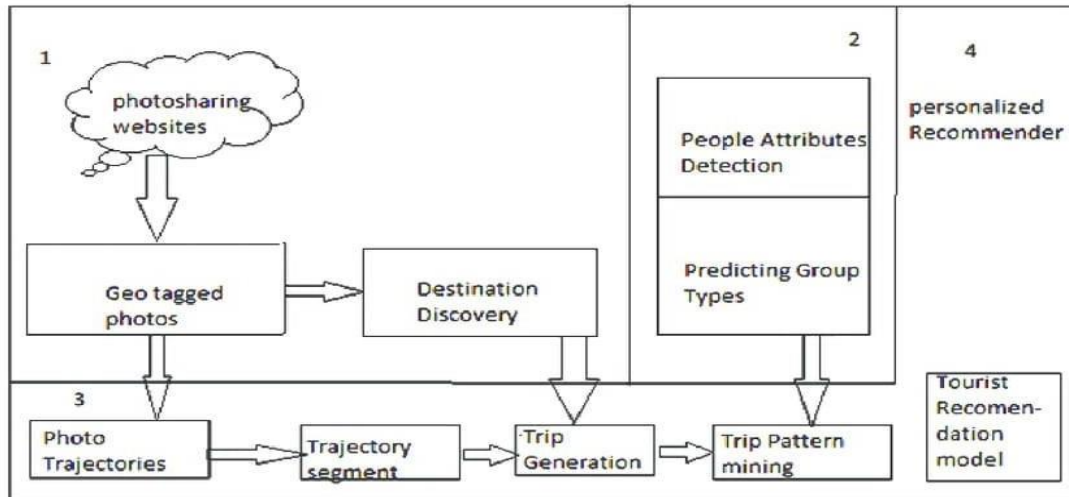 1
photosharing
websites
Geo tagged
photos
Destination
Discovery
2
People Attributes
Detection
Predicting Group
Types
4
personalized
Recommender
3
Photo
Trajectories
Trajectory
segment
Trip
Generation
Trip Pattern
mining
Tourist
Recomen-
dation
model